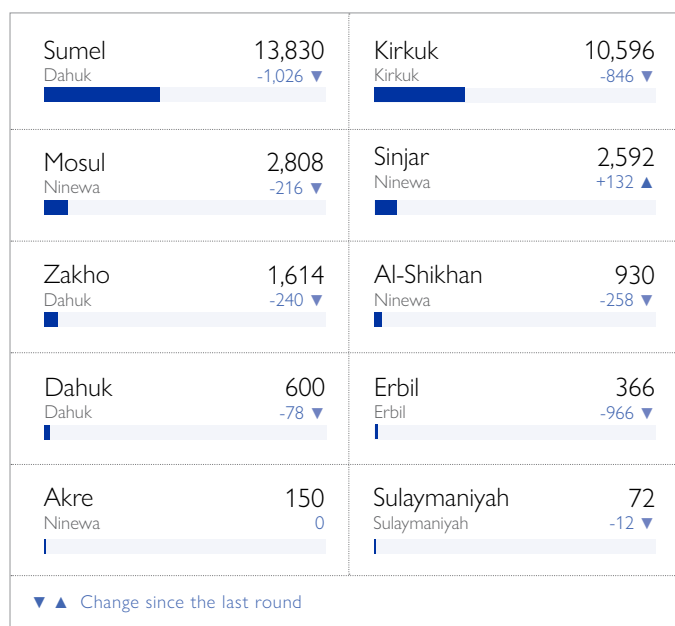 Sumel 13,830
Dahuk -1,026 ▼
Kirkuk 10,596
Kirkuk -846 ▼
Mosul 2,808
Ninewa -216 ▼
Sinjar 2,592
Ninewa +132 ▲
Zakho 1,614
Dahuk -240 ▼
Al-Shikhan 930
Ninewa -258 ▼
Dahuk 600
Dahuk -78 ▼
Erbil 366
Erbil -966 ▼
Akre 150
Ninewa 0
Sulaymaniyah 72
Sulaymaniyah -12 ▼
▼ ▲ Change since the last round